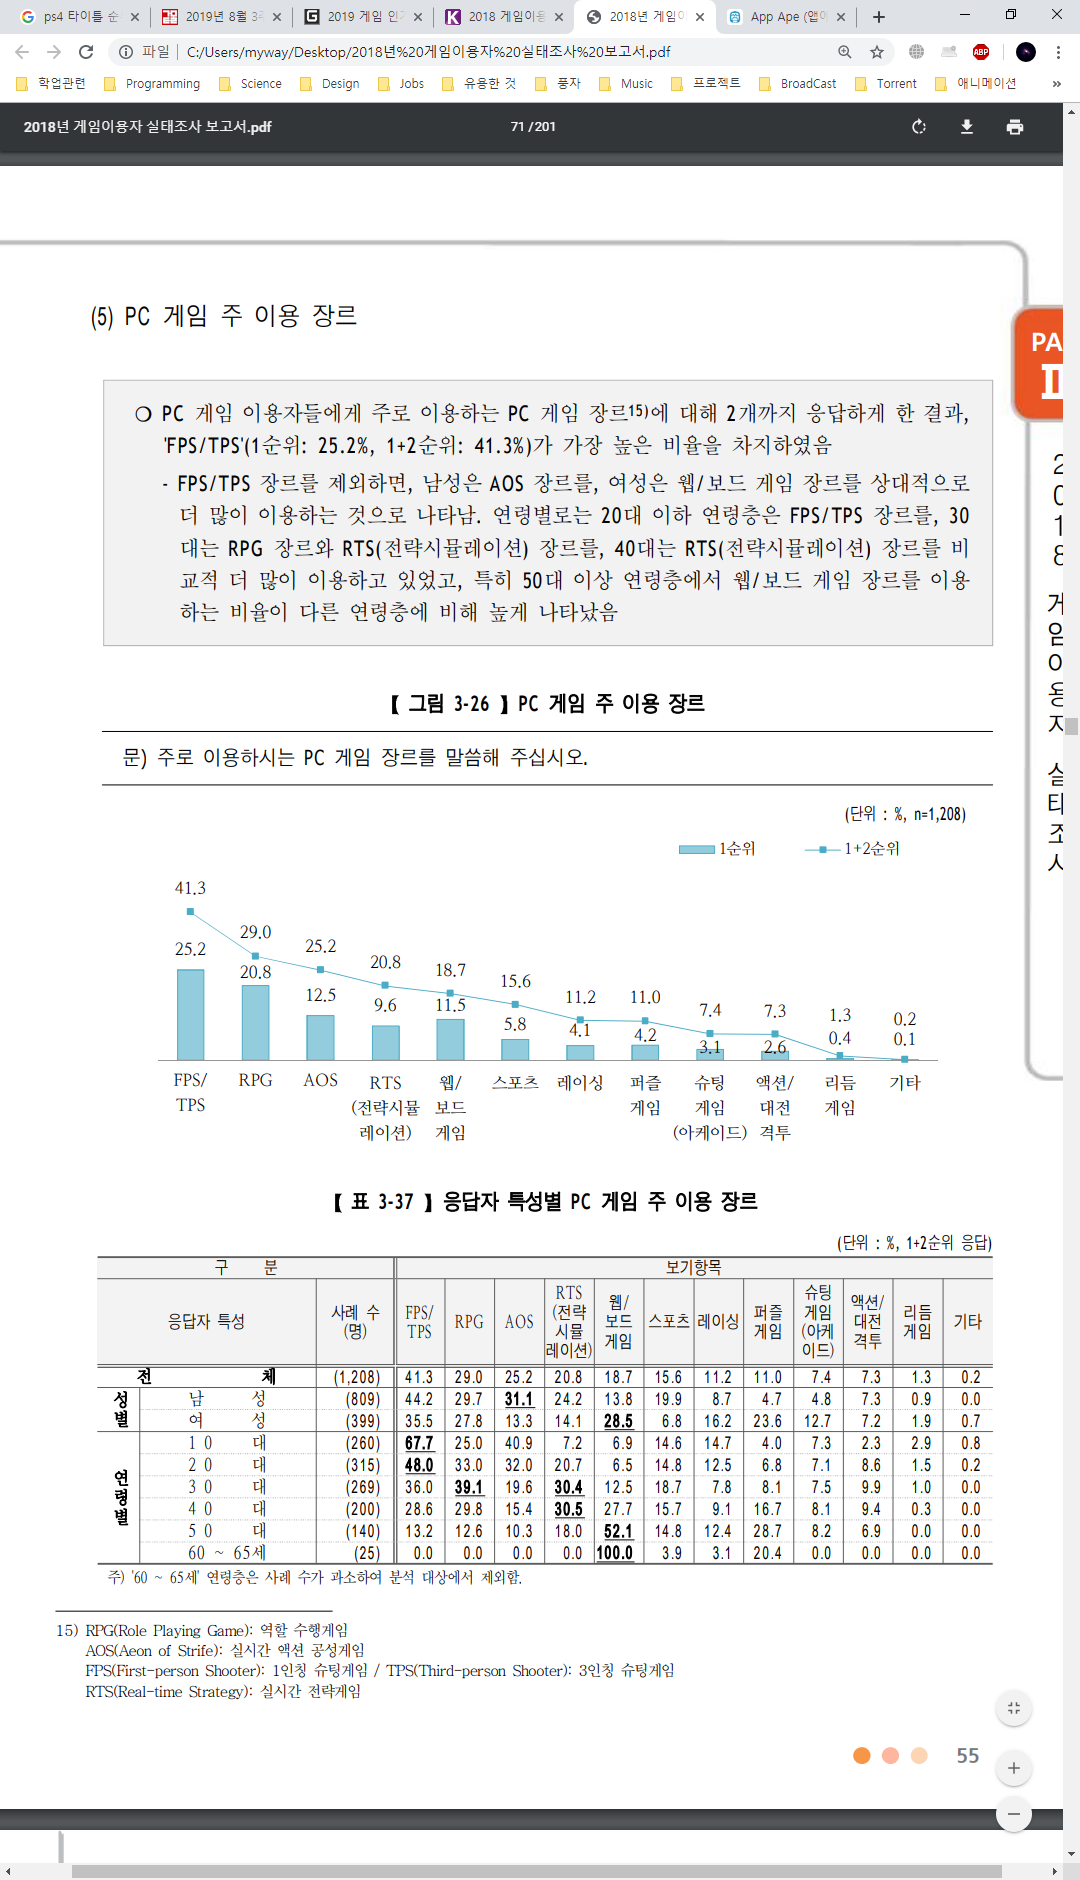 ps4 타이틀 순
2019년 8월 3주
2019 게임 인기
2018 게임이용
2018년 게임이
App Ape (앱에
파일 | C:/Users/myway/Desktop/2018년%20게임이용자%20실태조사%20보고서.pdf
ABP
학업관련 Programming Science Design Jobs 유용한 것 풍자 Music 프로젝트 BroadCast Torrent 애니메이션 »
2018년 게임이용자 실태조사 보고서.pdf 71 / 201
(5) PC 게임 주 이용 장르
PA
II
2018 게임이용자 실태조사
❍ PC 게임 이용자들에게 주로 이용하는 PC 게임 장르15)에 대해 2개까지 응답하게 한 결과,
'FPS/TPS'(1순위: 25.2%, 1+2순위: 41.3%)가 가장 높은 비율을 차지하였음
- FPS/TPS 장르를 제외하면, 남성은 AOS 장르를, 여성은 웹/보드 게임 장르를 상대적으로
더 많이 이용하는 것으로 나타남. 연령별로는 20대 이하 연령층은 FPS/TPS 장르를, 30
대는 RPG 장르와 RTS(전략시뮬레이션) 장르를, 40대는 RTS(전략시뮬레이션) 장르를 비
교적 더 많이 이용하고 있었고, 특히 50대 이상 연령층에서 웹/보드 게임 장르를 이용
하는 비율이 다른 연령층에 비해 높게 나타났음
【 그림 3-26 】 PC 게임 주 이용 장르
문) 주로 이용하시는 PC 게임 장르를 말씀해 주십시오.
(단위 : %, n=1,208)
1순위 1+2순위
41.3 29.0 25.2 20.8 18.7 15.6 11.2 11.0 7.4 7.3 1.3 0.2
25.2 20.8 12.5 9.6 11.5 5.8 4.1 4.2 3.1 2.6 0.4 0.1
FPS/ RPG AOS RTS 웹/ 스포츠 레이싱 퍼즐 슈팅 액션/ 리듬 기타
TPS (전략시뮬 보드 게임 게임 대전 게임
레이션) 게임 (아케이드) 격투
【 표 3-37 】 응답자 특성별 PC 게임 주 이용 장르
(단위 : %, 1+2순위 응답)
구 분 보기항목
응답자 특성 사례 수 (명) FPS/TPS RPG AOS RTS (전략시뮬레이션) 웹/보드 게임 스포츠 레이싱 퍼즐 게임 슈팅 게임 (아케이드) 액션/대전 격투 리듬 게임 기타
전 체 (1,208) 41.3 29.0 25.2 20.8 18.7 15.6 11.2 11.0 7.4 7.3 1.3 0.2
성별 남 성 (809) 44.2 29.7 31.1 24.2 13.8 19.9 8.7 4.7 4.8 7.3 0.9 0.0
여 성 (399) 35.5 27.8 13.3 14.1 28.5 6.8 16.2 23.6 12.7 7.2 1.9 0.7
연령별 10 대 (260) 67.7 25.0 40.9 7.2 6.9 14.6 14.7 4.0 7.3 2.3 2.9 0.8
20 대 (315) 48.0 33.0 32.0 20.7 6.5 14.8 12.5 6.8 7.1 8.6 1.5 0.2
30 대 (269) 36.0 39.1 19.6 30.4 12.5 18.7 7.8 8.1 7.5 9.9 1.0 0.0
40 대 (200) 28.6 29.8 15.4 30.5 27.7 15.7 9.1 16.7 8.1 9.4 0.3 0.0
50 대 (140) 13.2 12.6 10.3 18.0 52.1 14.8 12.4 28.7 8.2 6.9 0.0 0.0
60 ~ 65세 (25) 0.0 0.0 0.0 0.0 100.0 3.9 3.1 20.4 0.0 0.0 0.0 0.0
주) '60 ~ 65세' 연령층은 사례 수가 과소하여 분석 대상에서 제외함.
15) RPG(Role Playing Game): 역할 수행게임
AOS(Aeon of Strife): 실시간 액션 공성게임
FPS(First-person Shooter): 1인칭 슈팅게임 / TPS(Third-person Shooter): 3인칭 슈팅게임
RTS(Real-time Strategy): 실시간 전략게임
55